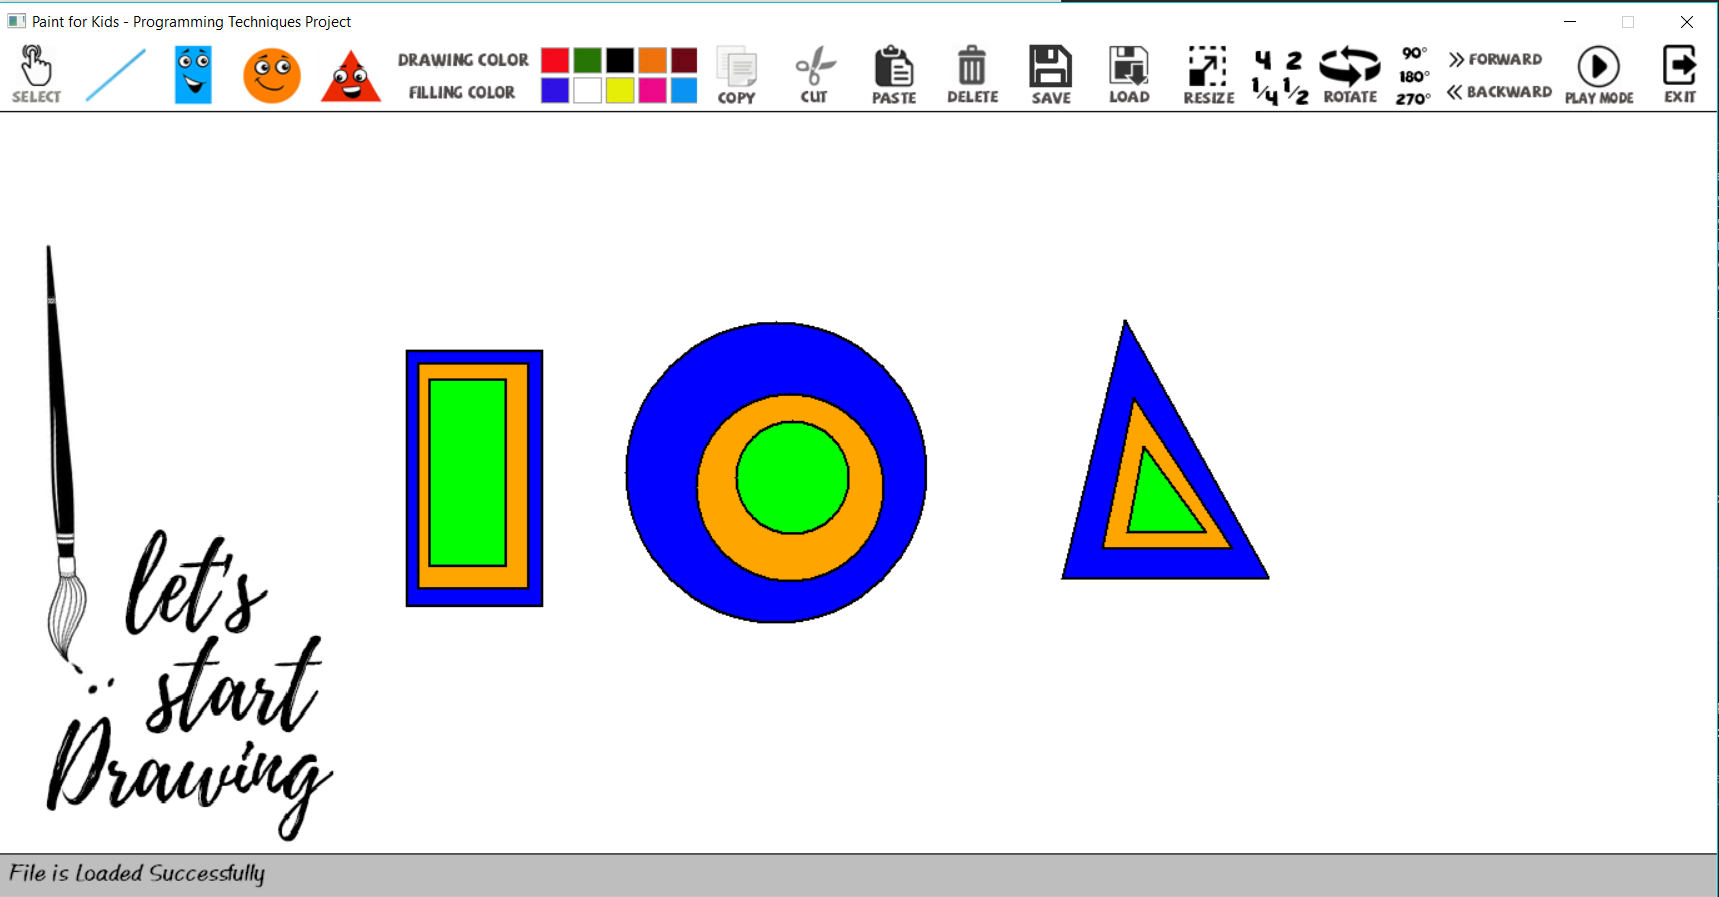 Paint for Kids - Programming Techniques Project
SELECT
DRAWING COLOR
FILLING COLOR
COPY
CUT
PASTE
DELETE
SAVE
LOAD
RESIZE
4 2
1/4 1/2
ROTATE
90°
180°
270°
>> FORWARD
<< BACKWARD
PLAY MODE
EXIT
let's
start
Drawing
File is Loaded Successfully